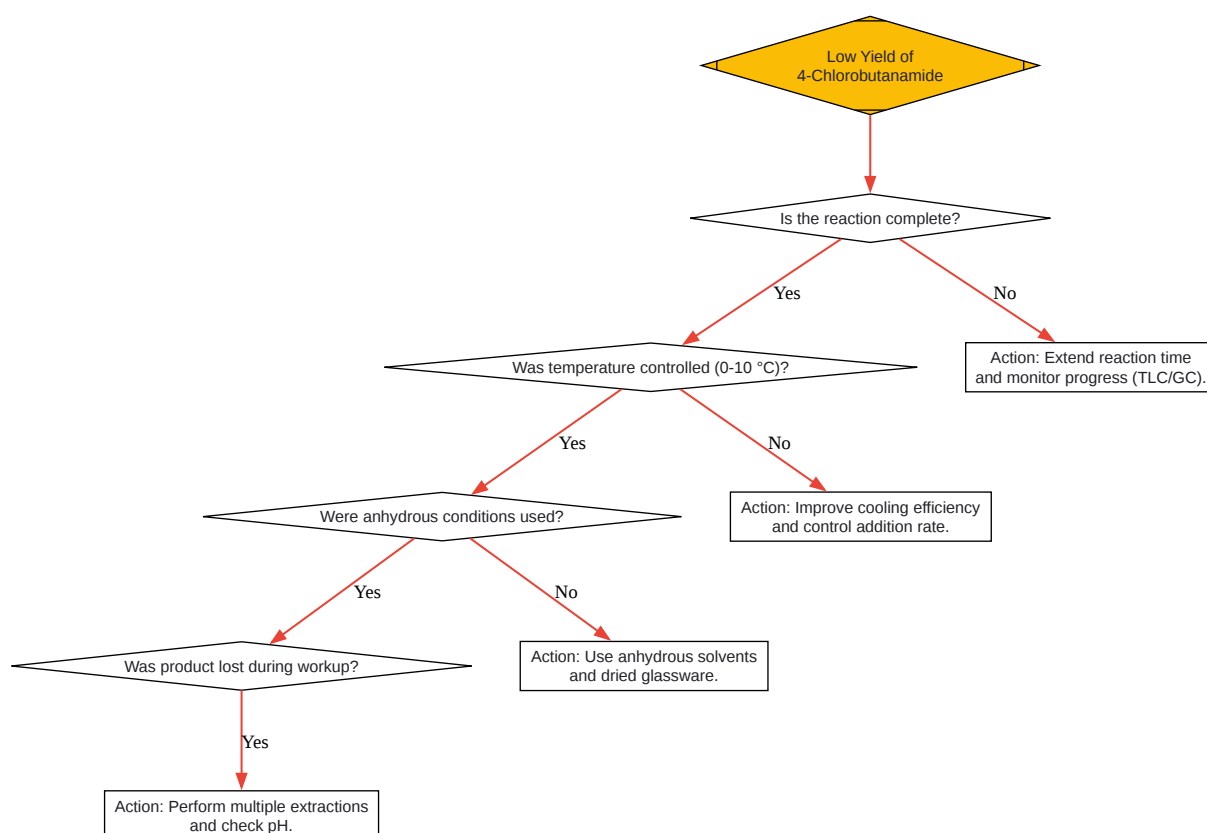 Low Yield of
4-Chlorobutanamide
Is the reaction complete?
Yes
No
Was temperature controlled (0-10 °C)?
Action: Extend reaction time
and monitor progress (TLC/GC).
Yes
No
Were anhydrous conditions used?
Action: Improve cooling efficiency
and control addition rate.
Yes
No
Was product lost during workup?
Action: Use anhydrous solvents
and dried glassware.
Yes
Action: Perform multiple extractions
and check pH.